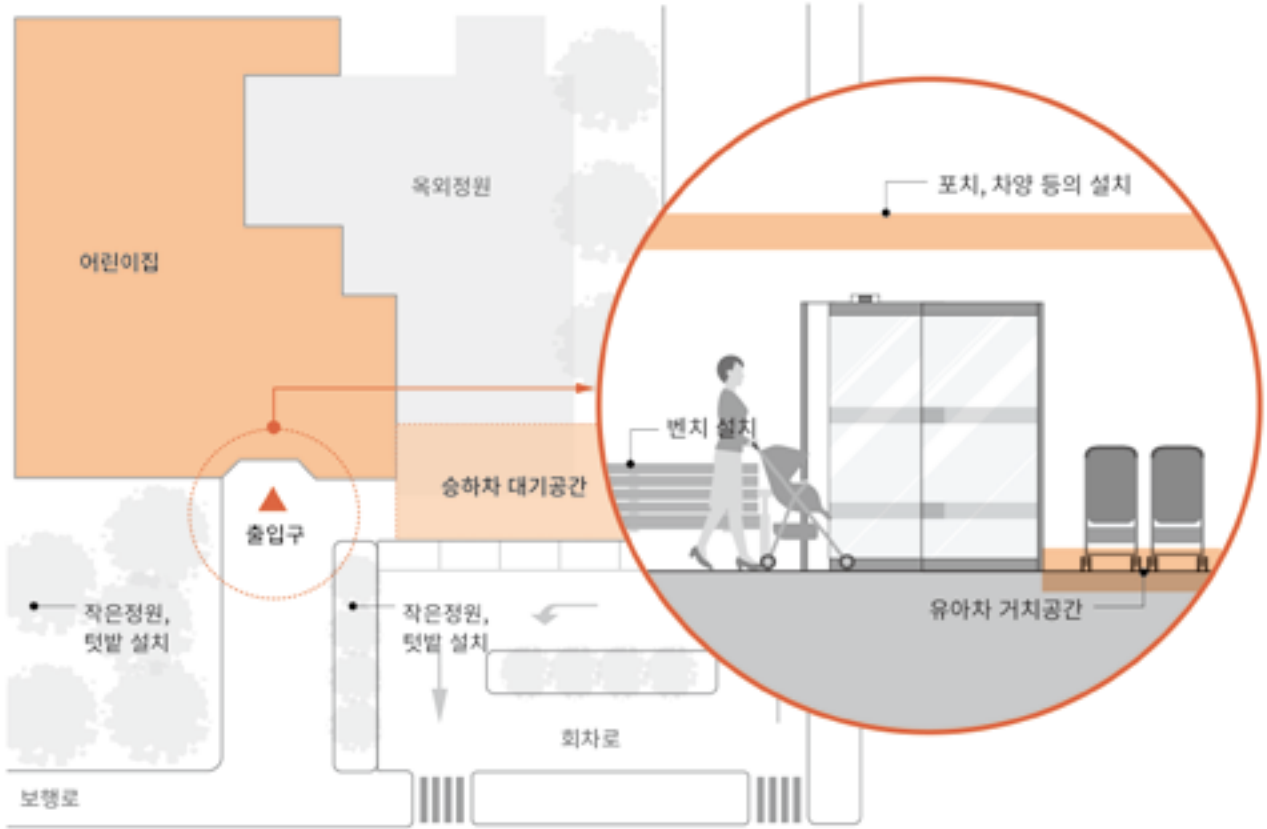 포치, 차양 등의 설치
옥외정원
어린이집
벤치 설치
승하차 대기공간
출입구
유아차 거치공간
작은정원,
텃밭 설치
작은정원,
텃밭 설치
회차로
보행로